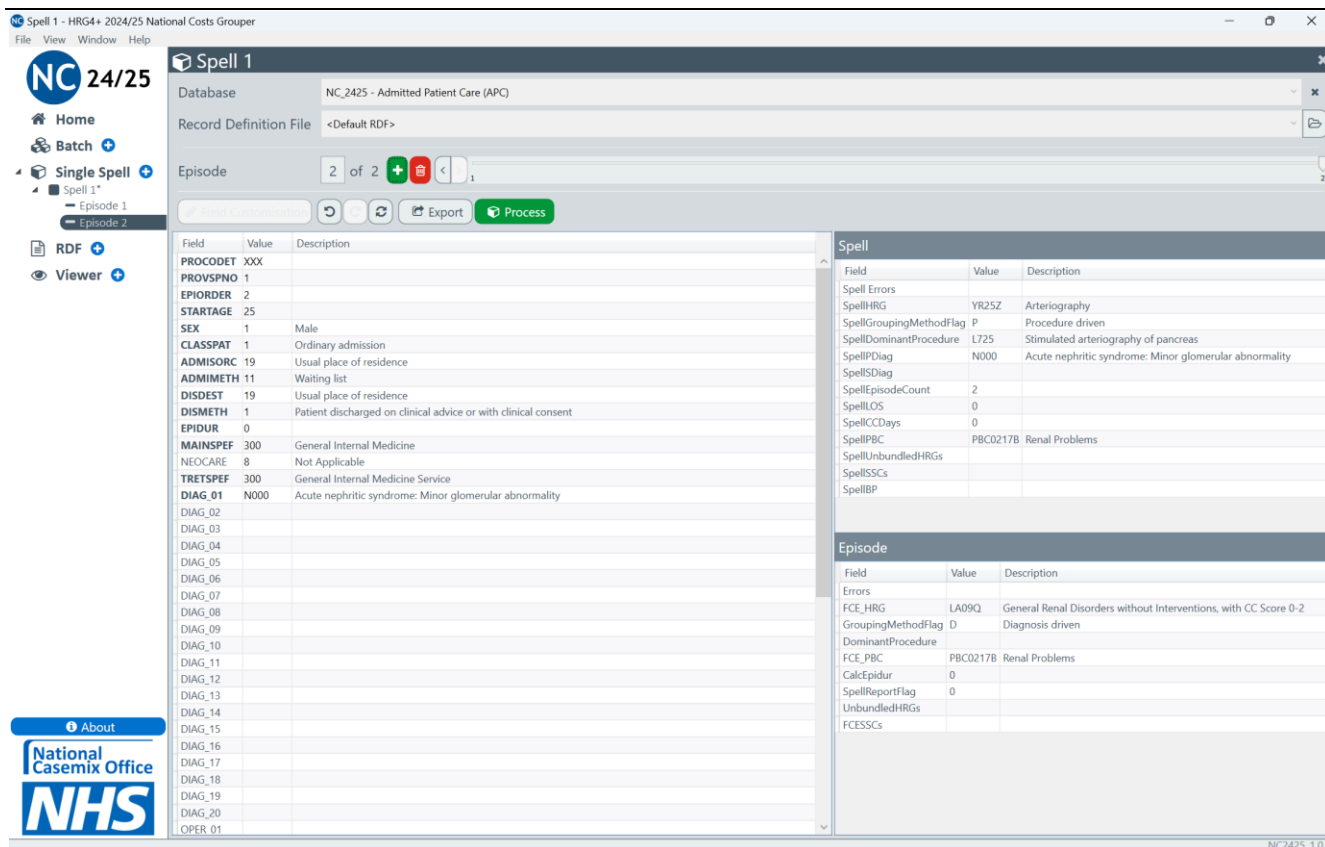 Spell 1 - HRG4+ 2024/25 National Costs Grouper
File View Window Help
NC 24/25
Home
Batch
Single Spell
Spell 1*
Episode 1
Episode 2
RDF
Viewer
Spell 1
Database NC_2425 - Admitted Patient Care (APC)
Record Definition File <Default RDF>
Episode 2 of 2 1 2
Field Customisation Export Process
Field Value Description
PROCODET XXX
PROVSPNO 1
EPIORDER 2
STARTAGE 25
SEX 1 Male
CLASSPAT 1 Ordinary admission
ADMISORC 19 Usual place of residence
ADMIMETH 11 Waiting list
DISDEST 19 Usual place of residence
DISMETH 1 Patient discharged on clinical advice or with clinical consent
EPIDUR 0
MAINSPEF 300 General Internal Medicine
NEOCARE 8 Not Applicable
TRETSPEF 300 General Internal Medicine Service
DIAG_01 N000 Acute nephritic syndrome: Minor glomerular abnormality
DIAG_02
DIAG_03
DIAG_04
DIAG_05
DIAG_06
DIAG_07
DIAG_08
DIAG_09
DIAG_10
DIAG_11
DIAG_12
DIAG_13
DIAG_14
DIAG_15
DIAG_16
DIAG_17
DIAG_18
DIAG_19
DIAG_20
OPER_01
Spell
Field Value Description
Spell Errors
SpellHRG YR25Z Arteriography
SpellGroupingMethodFlag P Procedure driven
SpellDominantProcedure L725 Stimulated arteriography of pancreas
SpellPDiag N000 Acute nephritic syndrome: Minor glomerular abnormality
SpellSDiag
SpellEpisodeCount 2
SpellLOS 0
SpellCCDays 0
SpellPBC PBC0217B Renal Problems
SpellUnbundledHRGs
SpellSSCs
SpellBP
Episode
Field Value Description
Errors
FCE_HRG LA09Q General Renal Disorders without Interventions, with CC Score 0-2
GroupingMethodFlag D Diagnosis driven
DominantProcedure
FCE_PBC PBC0217B Renal Problems
CalcEpidur 0
SpellReportFlag 0
UnbundledHRGs
FCESSCs
About
National
Casemix Office
NHS
NC2425_1.0